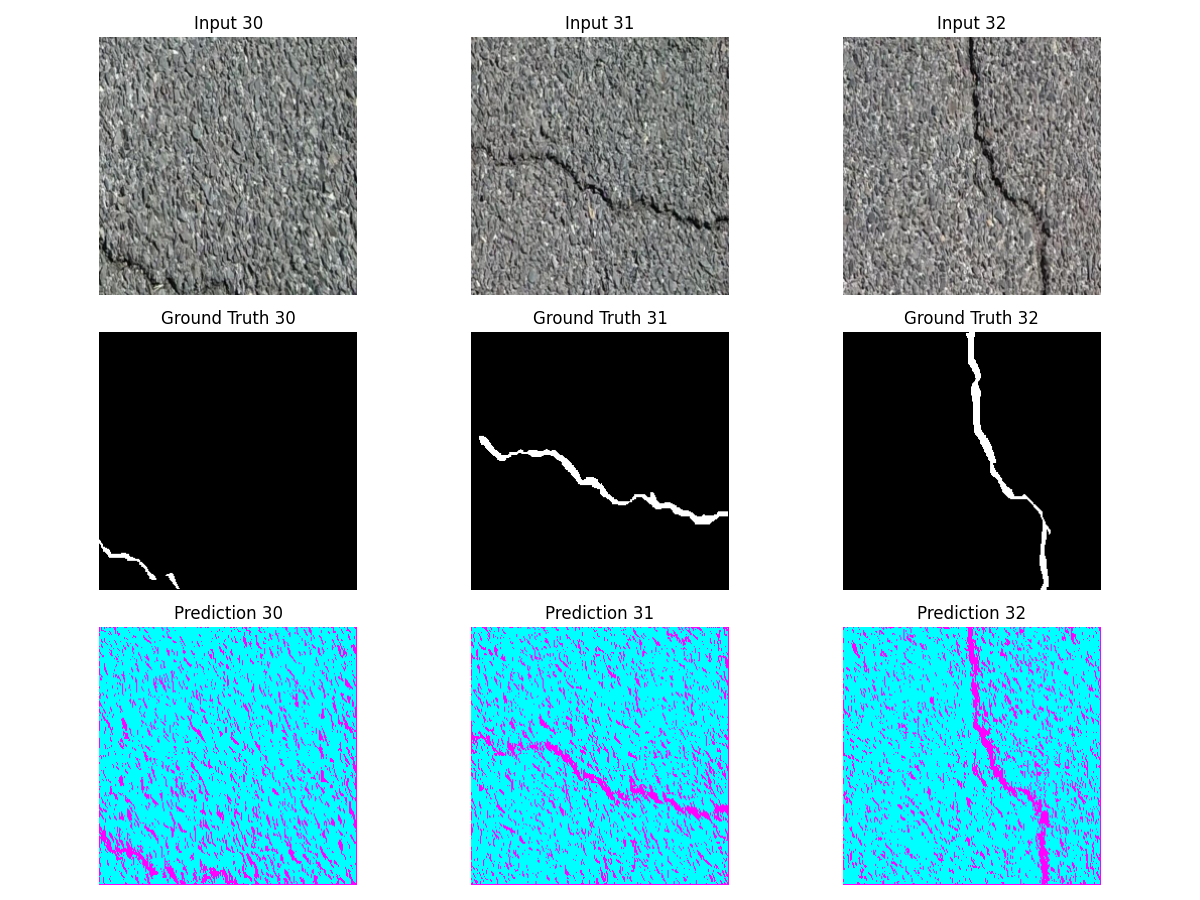 Input 30
Input 31
Input 32
Ground Truth 30
Ground Truth 31
Ground Truth 32
Prediction 30
Prediction 31
Prediction 32